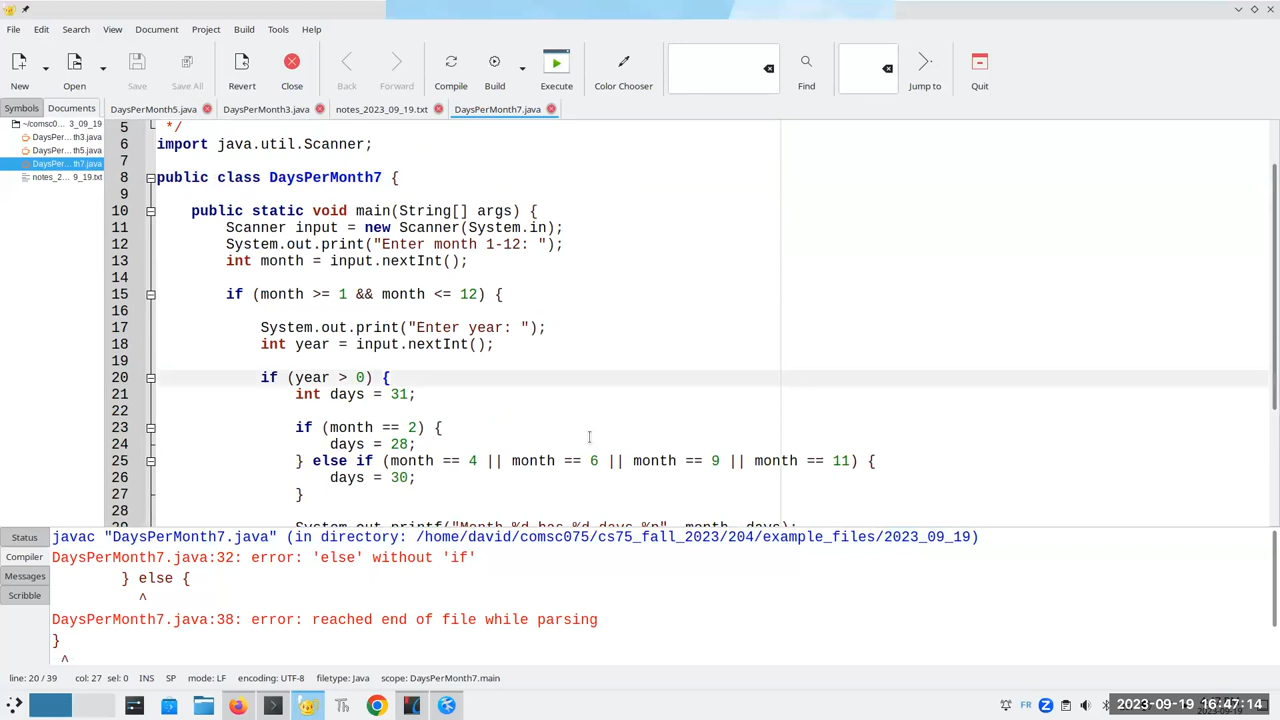 File Edit Search View Document Project Build Tools Help
New Open Save Save All Revert Close Back Forward Compile Build Execute Color Chooser Find Jump to Quit
Symbols Documents DaysPerMonth5.java DaysPerMonth3.java notes_2023_09_19.txt DaysPerMonth7.java
~/comsc0… 3_09_19
DaysPer… th3.java
DaysPer… th5.java
DaysPer… th7.java
notes_2… 9_19.txt
5 */
6 import java.util.Scanner;
7
8 public class DaysPerMonth7 {
9
10 public static void main(String[] args) {
11 Scanner input = new Scanner(System.in);
12 System.out.print("Enter month 1-12: ");
13 int month = input.nextInt();
14
15 if (month >= 1 && month <= 12) {
16
17 System.out.print("Enter year: ");
18 int year = input.nextInt();
19
20 if (year > 0) {
21 int days = 31;
22
23 if (month == 2) {
24 days = 28;
25 } else if (month == 4 || month == 6 || month == 9 || month == 11) {
26 days = 30;
27 }
28
29 System.out.printf("Month %d has %d days.%n", month, days);
Status
Compiler
Messages
Scribble
javac "DaysPerMonth7.java" (in directory: /home/david/comsc075/cs75_fall_2023/204/example_files/2023_09_19)
DaysPerMonth7.java:32: error: 'else' without 'if'
} else {
^
DaysPerMonth7.java:38: error: reached end of file while parsing
}
^
line: 20 / 39 col: 27 sel: 0 INS SP mode: LF encoding: UTF-8 filetype: Java scope: DaysPerMonth7.main
FR
2023-09-19 16:47:14